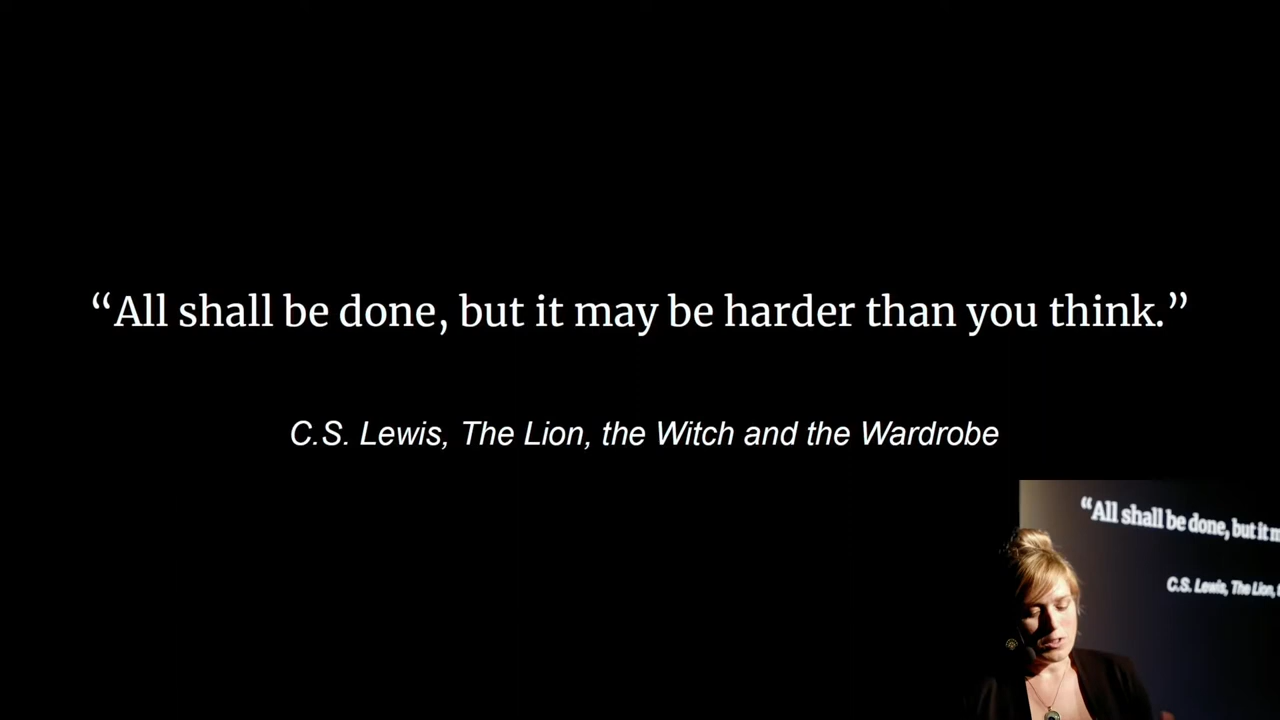 “All shall be done, but it may be harder than you think.”
C.S. Lewis, The Lion, the Witch and the Wardrobe
“All shall be done, but it m
C.S. Lewis, The Lion, t